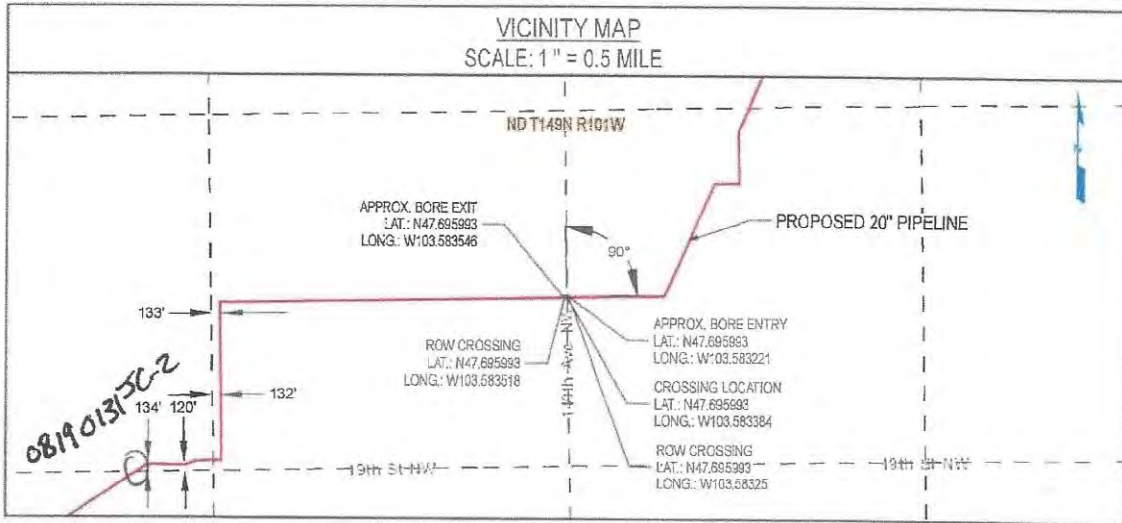 VICINITY MAP
SCALE: 1" = 0.5 MILE
ND T149N R101W
APPROX. BORE EXIT
LAT.: N47.695993
LONG.: W103.583546
PROPOSED 20" PIPELINE
90°
133'
ROW CROSSING
LAT.: N47.695993
LONG.: W103.583518
APPROX. BORE ENTRY
LAT.: N47.695993
LONG.: W103.583221
CROSSING LOCATION
LAT.: N47.695993
LONG.: W103.583384
ROW CROSSING
LAT.: N47.695993
LONG.: W103.58325
132'
134' 120'
19th St NW
19th St NW